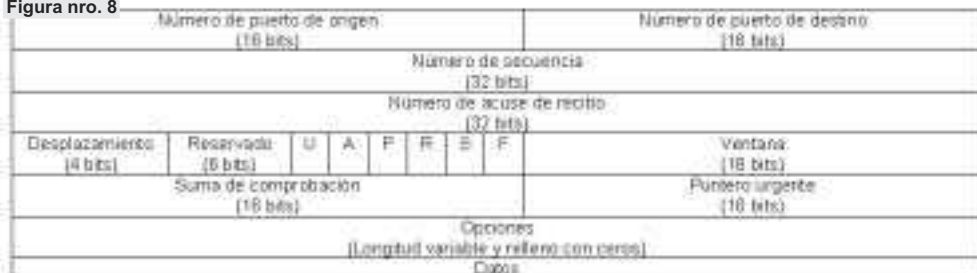 Figura nro. 8
Número de puerto de origen
(16 bits)
Número de puerto de destino
(16 bits)
Número de secuencia
(32 bits)
Número de acuse de recibo
(32 bits)
Desplazamiento
(4 bits)
Reservado
(6 bits)
U A P R S F
Ventana
(16 bits)
Suma de comprobación
(16 bits)
Puntero urgente
(16 bits)
Opciones
(Longitud variable y relleno con ceros)
Datos